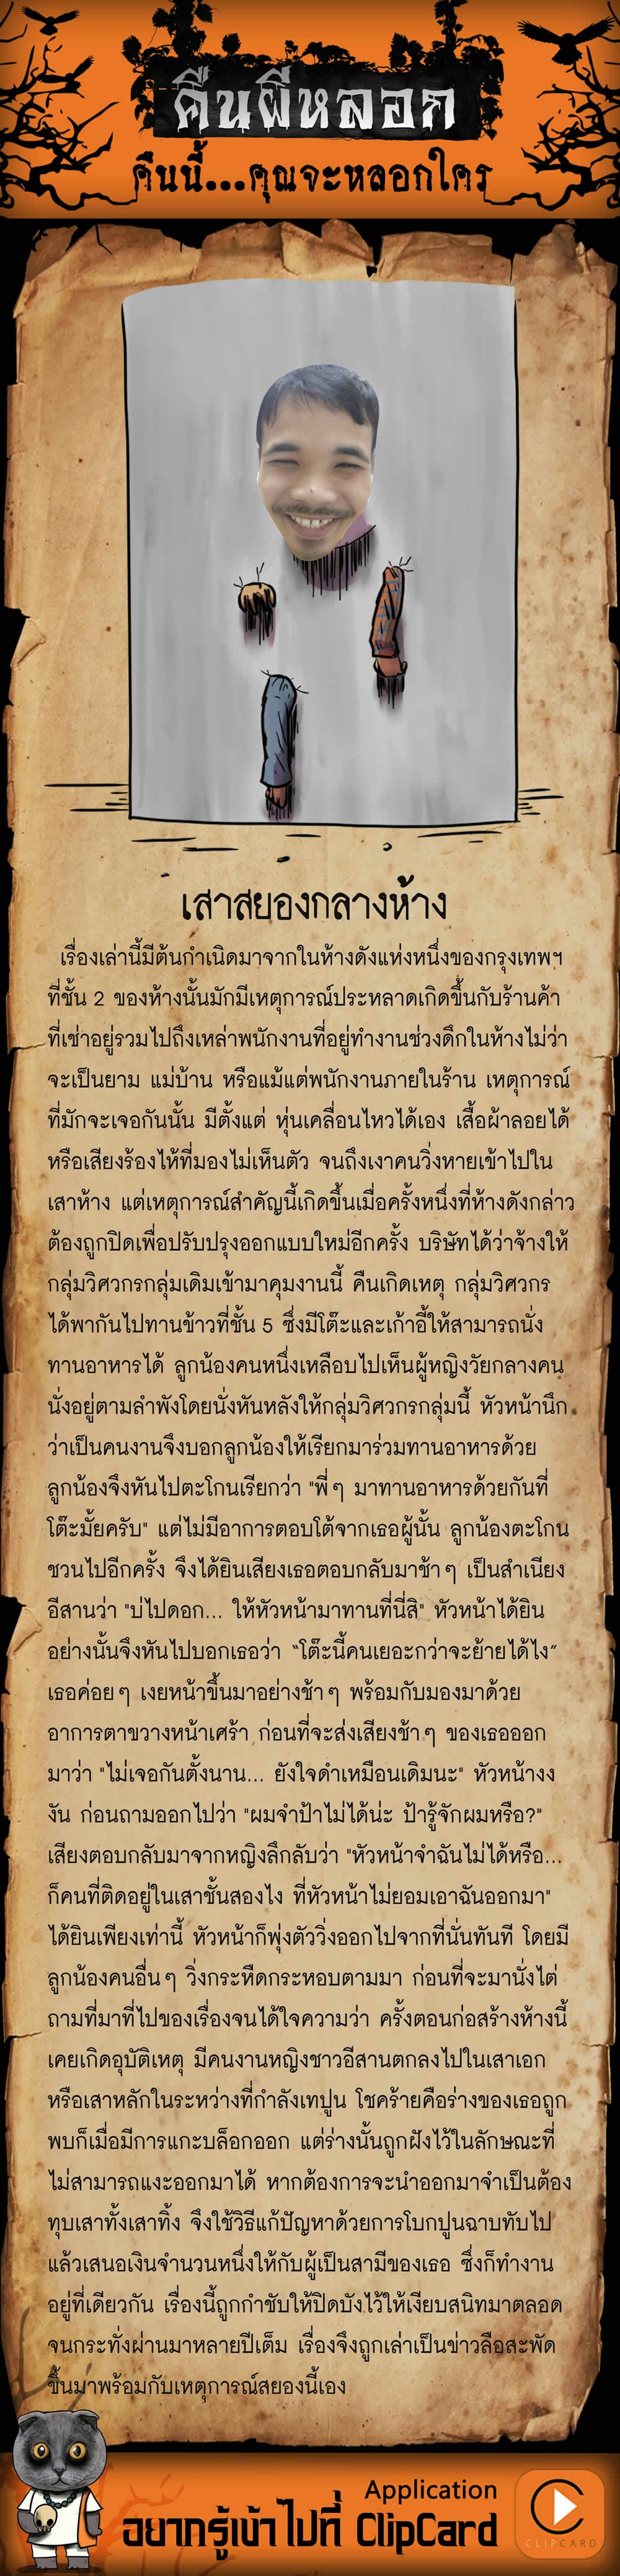 คืนผีหลอก
คืนนี้...คุณจะหลอกใคร
เสาสยองกลางห้าง
เรื่องเล่านี้มีต้นกำเนิดมาจากในห้างดังแห่งหนึ่งของกรุงเทพฯ
ที่ชั้น 2 ของห้างนั้นมักมีเหตุการณ์ประหลาดเกิดขึ้นกับร้านค้า
ที่เช่าอยู่รวมไปถึงเหล่าพนักงานที่อยู่ทำงานช่วงดึกในห้างไม่ว่า
จะเป็นยาม แม่บ้าน หรือแม้แต่พนักงานภายในร้าน เหตุการณ์
ที่มักจะเจอกันนั้น มีตั้งแต่ หุ่นเคลื่อนไหวได้เอง เสื้อผ้าลอยได้
หรือเสียงร้องไห้ที่มองไม่เห็นตัว จนถึงเงาคนวิ่งหายเข้าไปใน
เสาห้าง แต่เหตุการณ์สำคัญนี้เกิดขึ้นเมื่อครั้งหนึ่งที่ห้างดังกล่าว
ต้องถูกปิดเพื่อปรับปรุงออกแบบใหม่อีกครั้ง บริษัทได้ว่าจ้างให้
กลุ่มวิศวกรกลุ่มเดิมเข้ามาคุมงานนี้ คืนเกิดเหตุ กลุ่มวิศวกร
ได้พากันไปทานข้าวที่ชั้น 5 ซึ่งมีโต๊ะและเก้าอี้ให้สามารถนั่ง
ทานอาหารได้ ลูกน้องคนหนึ่งเหลือบไปเห็นผู้หญิงวัยกลางคน
นั่งอยู่ตามลำพังโดยนั่งหันหลังให้กลุ่มวิศวกรกลุ่มนี้ หัวหน้านึก
ว่าเป็นคนงานจึงบอกลูกน้องให้เรียกมาร่วมทานอาหารด้วย
ลูกน้องจึงหันไปตะโกนเรียกว่า "พี่ๆ มาทานอาหารด้วยกันที่
โต๊ะมั้ยครับ" แต่ไม่มีอาการตอบโต้จากเธอผู้นั้น ลูกน้องตะโกน
ชวนไปอีกครั้ง จึงได้ยินเสียงเธอตอบกลับมาช้าๆ เป็นสำเนียง
อีสานว่า "บ่ไปดอก... ให้หัวหน้ามาทานที่นี่สิ" หัวหน้าได้ยิน
อย่างนั้นจึงหันไปบอกเธอว่า "โต๊ะนี้คนเยอะกว่าจะย้ายได้ไง"
เธอค่อยๆ เงยหน้าขึ้นมาอย่างช้าๆ พร้อมกับมองมาด้วย
อาการตาขวางหน้าเศร้า ก่อนที่จะส่งเสียงช้าๆ ของเธอออก
มาว่า "ไม่เจอกันตั้งนาน... ยังใจดำเหมือนเดิมนะ" หัวหน้างง
งัน ก่อนถามออกไปว่า "ผมจำป้าไม่ได้น่ะ ป้ารู้จักผมหรือ?"
เสียงตอบกลับมาจากหญิงลึกลับว่า "หัวหน้าจำฉันไม่ได้หรือ...
ก็คนที่ติดอยู่ในเสาชั้นสองไง ที่หัวหน้าไม่ยอมเอาฉันออกมา"
ได้ยินเพียงเท่านี้ หัวหน้าก็พุ่งตัววิ่งออกไปจากที่นั่นทันที โดยมี
ลูกน้องคนอื่นๆ วิ่งกระหืดกระหอบตามมา ก่อนที่จะมานั่งไต่
ถามที่มาที่ไปของเรื่องจนได้ใจความว่า ครั้งตอนก่อสร้างห้างนี้
เคยเกิดอุบัติเหตุ มีคนงานหญิงชาวอีสานตกลงไปในเสาเอก
หรือเสาหลักในระหว่างที่กำลังเทปูน โชคร้ายคือร่างของเธอถูก
พบก็เมื่อมีการแกะบล็อกออก แต่ร่างนั้นถูกฝังไว้ในลักษณะที่
ไม่สามารถแงะออกมาได้ หากต้องการจะนำออกมาจำเป็นต้อง
ทุบเสาทั้งเสาทิ้ง จึงใช้วิธีแก้ปัญหาด้วยการโบกปูนฉาบทับไป
แล้วเสนอเงินจำนวนหนึ่งให้กับผู้เป็นสามีของเธอ ซึ่งก็ทำงาน
อยู่ที่เดียวกัน เรื่องนี้ถูกกำชับให้ปิดบังไว้ให้เงียบสนิทมาตลอด
จนกระทั่งผ่านมาหลายปีเต็ม เรื่องจึงถูกเล่าเป็นข่าวลือสะพัด
ขึ้นมาพร้อมกับเหตุการณ์สยองนี้เอง
Application
อยากรู้เข้าไปที่ ClipCard
CLIPCARD